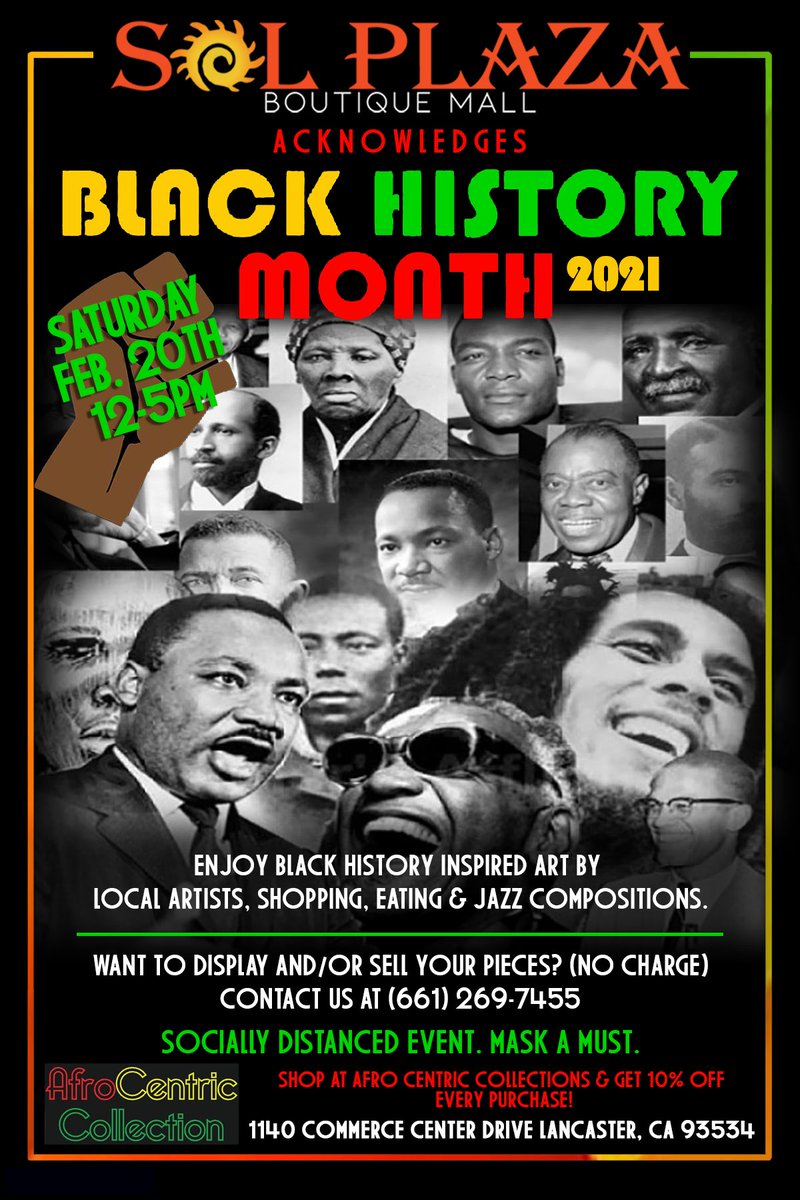 SOL PLAZA
BOUTIQUE MALL
ACKNOWLEDGES
BLACK HISTORY
MONTH 2021
SATURDAY
FEB. 20TH
12-5PM
ENJOY BLACK HISTORY INSPIRED ART BY
LOCAL ARTISTS, SHOPPING, EATING & JAZZ COMPOSITIONS.
WANT TO DISPLAY AND/OR SELL YOUR PIECES? (NO CHARGE)
CONTACT US AT (661) 269-7455
SOCIALLY DISTANCED EVENT. MASK A MUST.
AfroCentric
Collection
SHOP AT AFRO CENTRIC COLLECTIONS & GET 10% OFF
EVERY PURCHASE!
1140 COMMERCE CENTER DRIVE LANCASTER, CA 93534